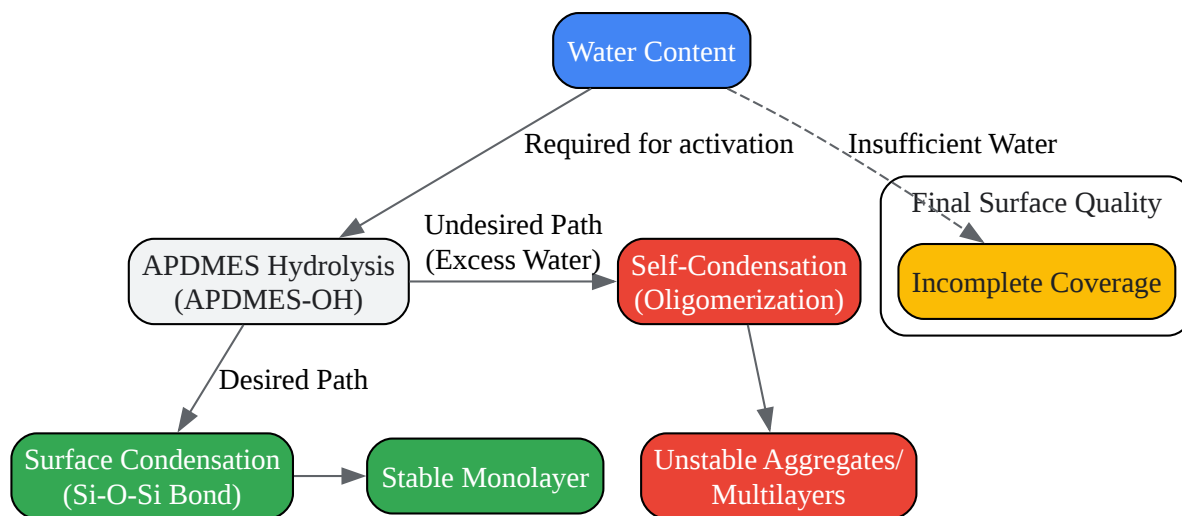 Water Content
Required for activation
Insufficient Water
Final Surface Quality
Undesired Path
(Excess Water)
APDMES Hydrolysis
(APDMES-OH)
Self-Condensation
(Oligomerization)
Incomplete Coverage
Desired Path
Surface Condensation
(Si-O-Si Bond)
Stable Monolayer
Unstable Aggregates/
Multilayers